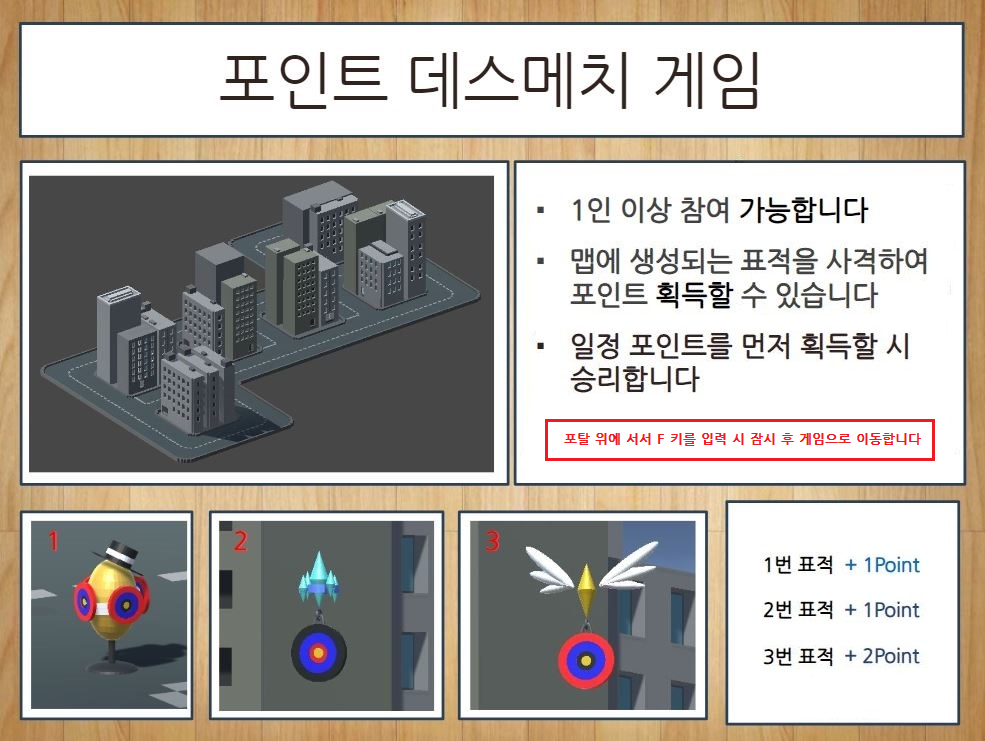 포인트 데스메치 게임
▪ 1인 이상 참여 가능합니다
▪ 맵에 생성되는 표적을 사격하여
포인트 획득할 수 있습니다
▪ 일정 포인트를 먼저 획득할 시
승리합니다
포탈 위에 서서 F 키를 입력 시 잠시 후 게임으로 이동합니다
1
2
3
1번 표적 + 1Point
2번 표적 + 1Point
3번 표적 + 2Point